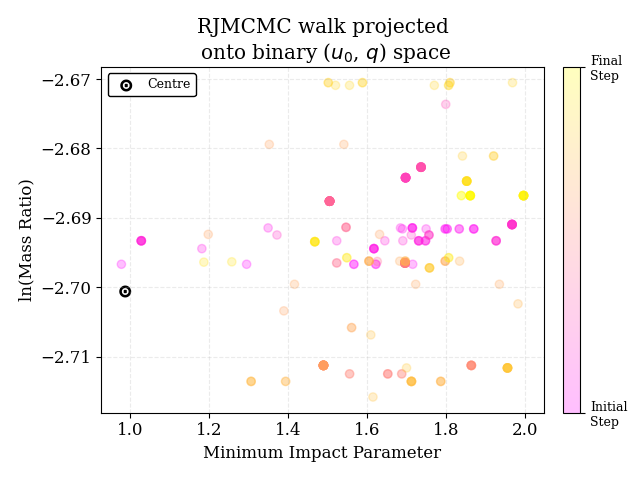 RJMCMC walk projected
onto binary (u₀, q) space
Centre
−2.67
−2.68
−2.69
−2.70
−2.71
ln(Mass Ratio)
1.0 1.2 1.4 1.6 1.8 2.0
Minimum Impact Parameter
Final
Step
Initial
Step